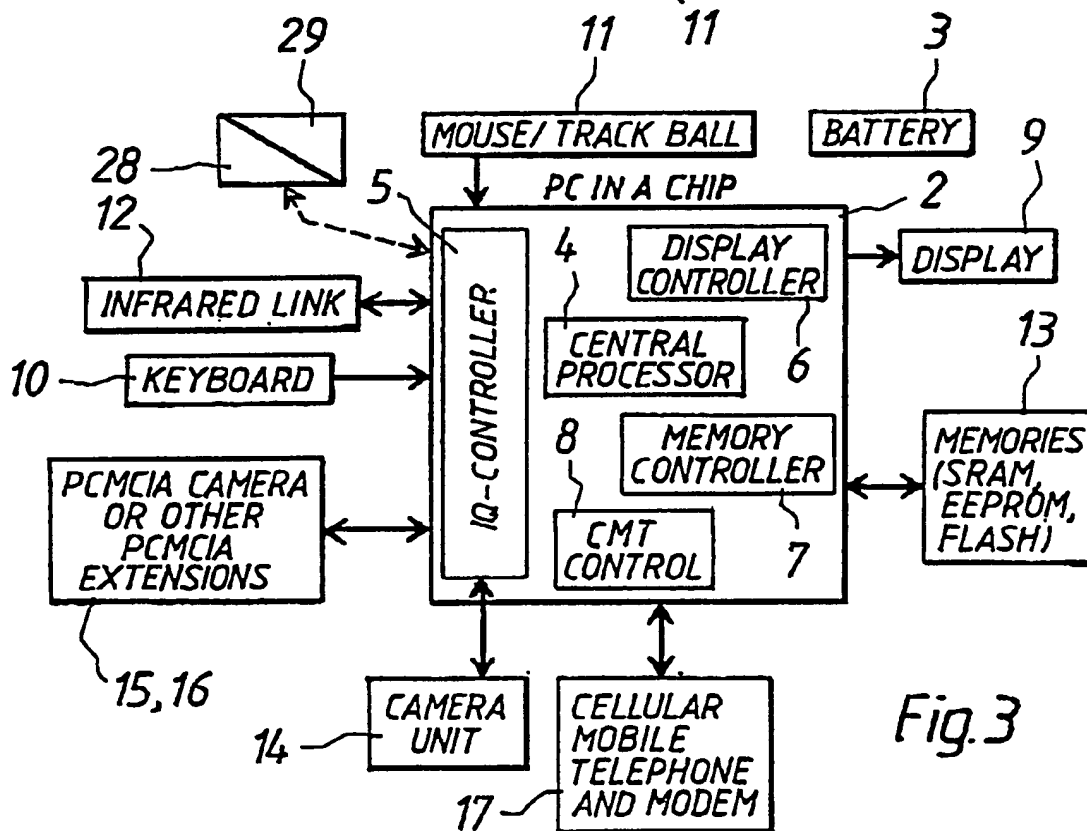 11
29
11
3
MOUSE/TRACK BALL
BATTERY
28
9
12
5
PC IN A CHIP
2
4
DISPLAY
CONTROLLER
DISPLAY
INFRARED LINK
IQ-CONTROLLER.
CENTRAL
PROCESSOR
6
13
10
KEYBOARD
8
MEMORY
CONTROLLER
MEMORIES
(SRAM,
EEPROM,
FLASH)
PCMCIA CAMERA
OR OTHER
PCMCIA
EXTENSIONS
CMT
CONTROL
7
15, 16
14
CAMERA
UNIT
CELLULAR
MOBILE
TELEPHONE
AND MODEM
17
Fig.3